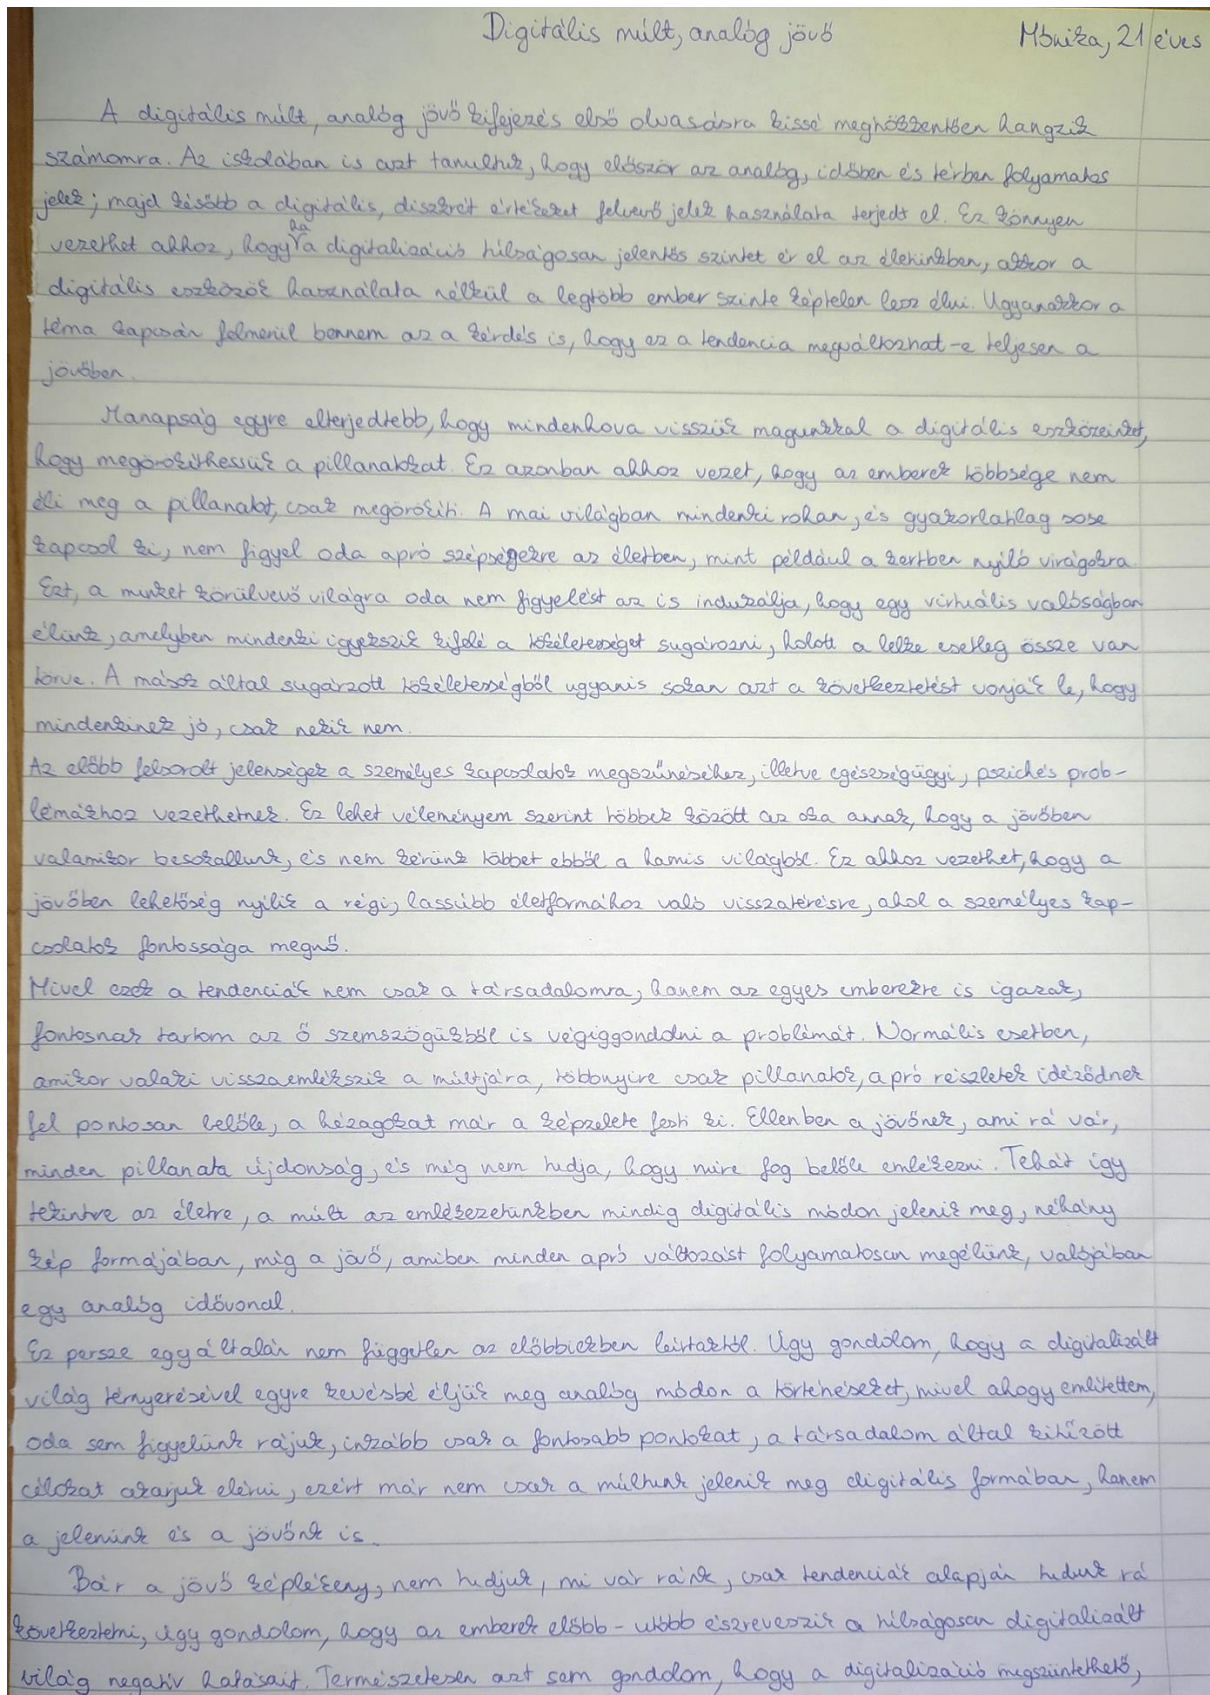 Digitális múlt, analóg jövő Mónika, 21 éves
A digitális múlt, analóg jövő kifejezés első olvasásra kissé meghökkentően hangzik
számomra. Az iskolában is azt tanultuk, hogy először az analóg, időben és térben folyamatos
jelek; majd később a digitális, diszkrét értékeket felvevő jelek használata terjedt el. Ez könnyen
vezethet ahhoz, hogy ha a digitalizáció túlságosan jelentős szintet ér el az életünkben, akkor a
digitális eszközök használata nélkül a legtöbb ember szinte képtelen lesz élni. Ugyanakkor a
téma kapcsán felmerül bennem az a kérdés is, hogy ez a tendencia megváltozhat-e teljesen a
jövőben.
Manapság egyre elterjedtebb, hogy mindenhova visszük magunkkal a digitális eszközeinket,
hogy megörökíthessük a pillanatokat. Ez azonban ahhoz vezet, hogy az emberek többsége nem
éli meg a pillanatot, csak megörökíti. A mai világban mindenki rohan, és gyakorlatilag sose
kapcsol ki, nem figyel oda apró szépségekre az életben, mint például a kertben nyíló virágokra.
Ezt, a minket körülvevő világra oda nem figyelést az is indukálja, hogy egy virtuális valóságban
élünk, amelyben mindenki igyekszik kifelé a tökéletességet sugározni, holott a lelke esetleg össze van
törve. A mások által sugárzott tökéletességből ugyanis sokan azt a következtetést vonják le, hogy
mindenkinek jó, csak nekik nem.
Az előbb felsorolt jelenségek a személyes kapcsolatok megszűnéséhez, illetve egészségügyi, pszichés prob-
lémákhoz vezethetnek. Ez lehet véleményem szerint többek között az oka annak, hogy a jövőben
valamikor besokallunk, és nem kérünk többet ebből a hamis világból. Ez ahhoz vezethet, hogy a
jövőben lehetőség nyílik a régi, lassúbb életformához való visszatérésre, ahol a személyes kap-
csolatok fontossága megnő.
Mivel ezek a tendenciák nem csak a társadalomra, hanem az egyes emberekre is igazak,
fontosnak tartom az ő szemszögükből is végiggondolni a problémát. Normális esetben,
amikor valaki visszaemlékszik a múltjára, többnyire csak pillanatok, apró részletek idéződnek
fel pontosan belőle, a hézagokat már a képzelete festi ki. Ellenben a jövőnek, ami rá vár,
minden pillanata újdonság, és még nem tudja, hogy mire fog belőle emlékezni. Tehát így
tekintve az életre, a múlt az emlékezetünkben mindig digitális módon jelenik meg, néhány
kép formájában, míg a jövő, amiben minden apró változást folyamatosan megélünk, valójában
egy analóg idővonal.
Ez persze egyáltalán nem független az előbbiekben leírtaktól. Úgy gondolom, hogy a digitalizált
világ térnyerésével egyre kevésbé éljük meg analóg módon a történéseket, mivel ahogy említettem,
oda sem figyelünk rájuk, inkább csak a fontosabb pontokat, a társadalom által kitűzött
célokat akarjuk elérni, ezért már nem csak a múltunk jelenik meg digitális formában, hanem
a jelenünk és a jövőnk is.
Bár a jövő képlékeny, nem tudjuk, mi vár ránk, csak tendenciák alapján tudunk rá
következtetni, úgy gondolom, hogy az emberek előbb-utóbb észreveszik a túlságosan digitalizált
világ negatív hatásait. Természetesen azt sem gondolom, hogy a digitalizáció megszüntethető,